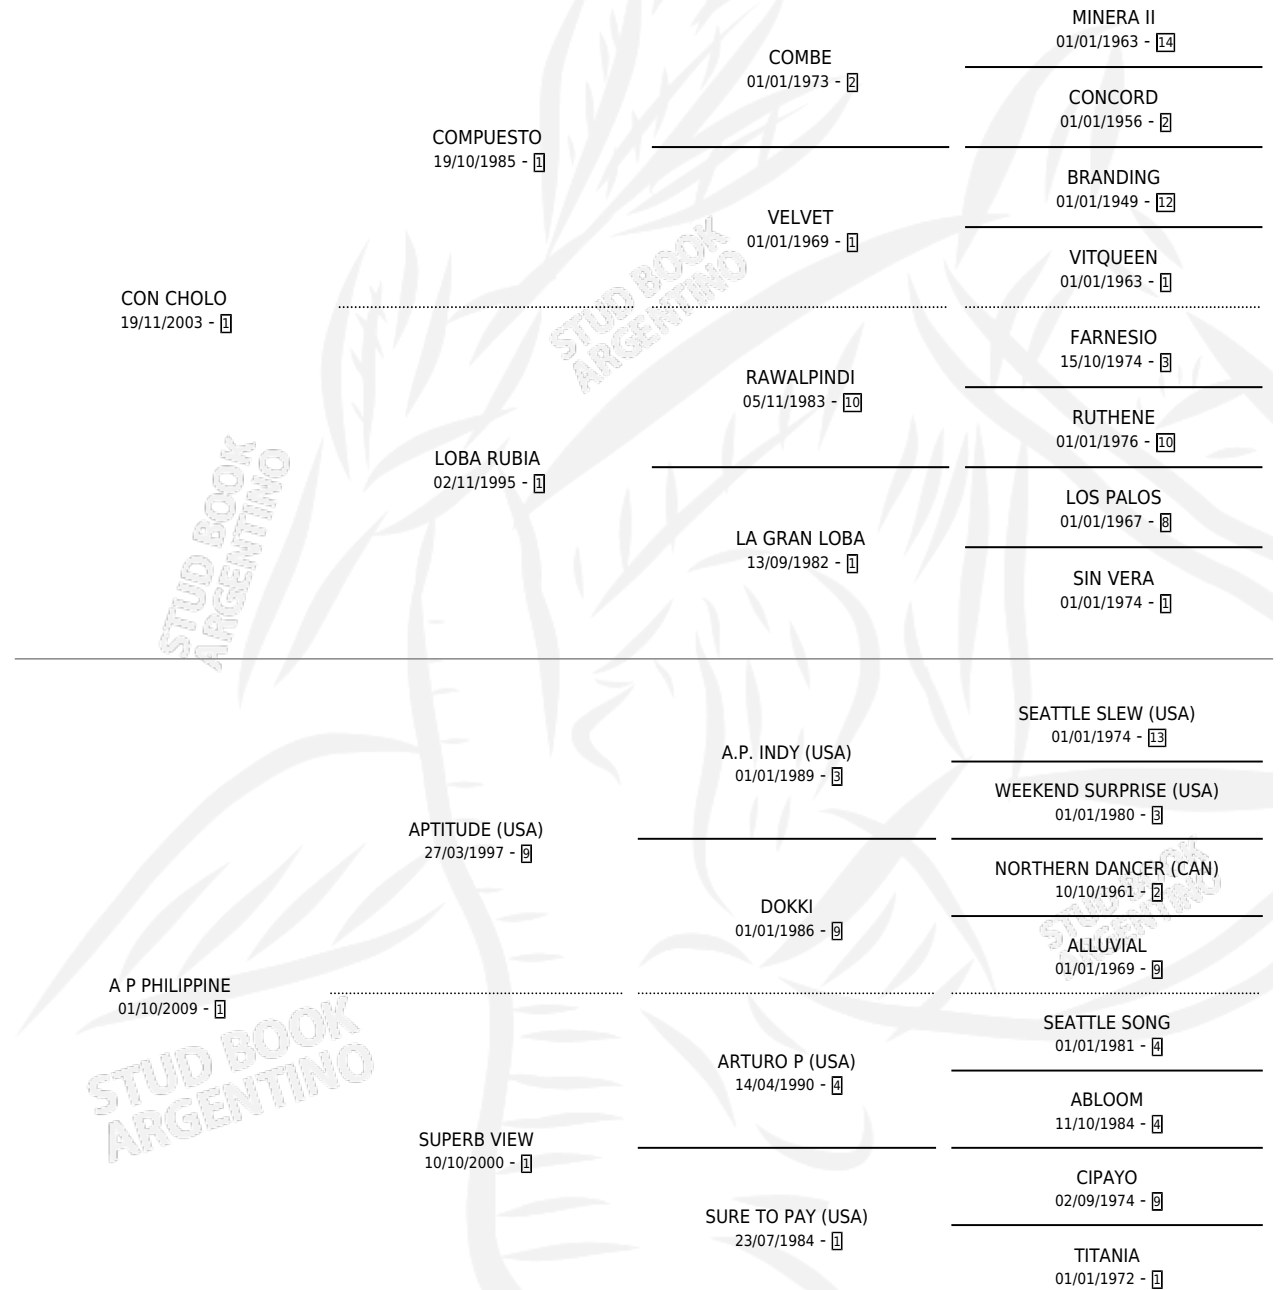 MINERA II
01/01/1963 - 14
COMBE
01/01/1973 - 2
CONCORD
01/01/1956 - 2
COMPUESTO
19/10/1985 - 1
BRANDING
01/01/1949 - 12
VELVET
01/01/1969 - 1
VITQUEEN
01/01/1963 - 1
CON CHOLO
19/11/2003 - 1
FARNESIO
15/10/1974 - 3
RAWALPINDI
05/11/1983 - 10
RUTHENE
01/01/1976 - 10
LOBA RUBIA
02/11/1995 - 1
LOS PALOS
01/01/1967 - 8
LA GRAN LOBA
13/09/1982 - 1
SIN VERA
01/01/1974 - 1
SEATTLE SLEW (USA)
01/01/1974 - 13
A.P. INDY (USA)
01/01/1989 - 3
WEEKEND SURPRISE (USA)
01/01/1980 - 3
APTITUDE (USA)
27/03/1997 - 9
NORTHERN DANCER (CAN)
10/10/1961 - 2
DOKKI
01/01/1986 - 9
ALLUVIAL
01/01/1969 - 9
A P PHILIPPINE
01/10/2009 - 1
SEATTLE SONG
01/01/1981 - 4
ARTURO P (USA)
14/04/1990 - 4
ABLOOM
11/10/1984 - 4
SUPERB VIEW
10/10/2000 - 1
CIPAYO
02/09/1974 - 9
SURE TO PAY (USA)
23/07/1984 - 1
TITANIA
01/01/1972 - 1
STUD BOOK
ARGENTINO
STUD BOOK
ARGENTINO
STUD BOOK
ARGENTINO
STUD BOOK
ARGENTINO